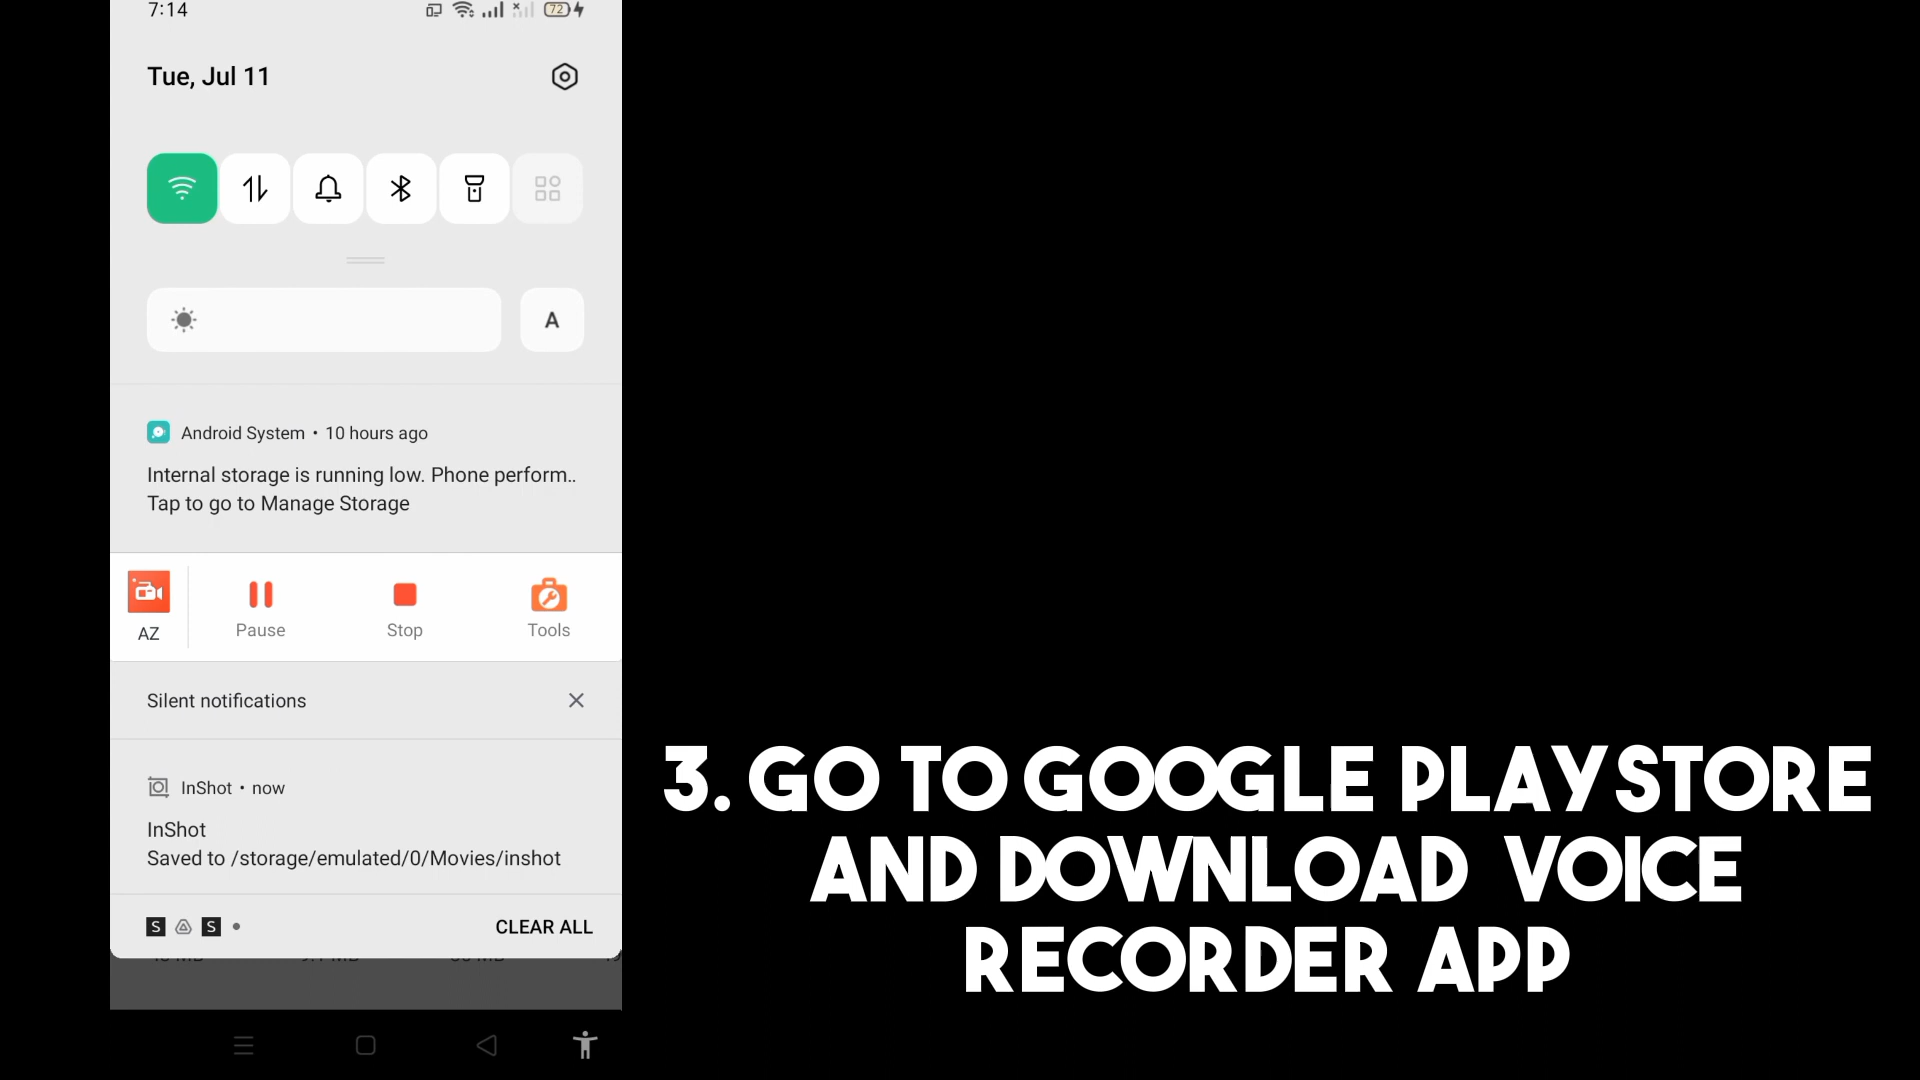 7:14
72
Tue, Jul 11
A
Android System • 10 hours ago
Internal storage is running low. Phone perform..
Tap to go to Manage Storage
AZ
Pause
Stop
Tools
Silent notifications
InShot • now
InShot
Saved to /storage/emulated/0/Movies/inshot
S S •
CLEAR ALL
3. GO TO GOOGLE PLAYSTORE
AND DOWNLOAD VOICE
RECORDER APP